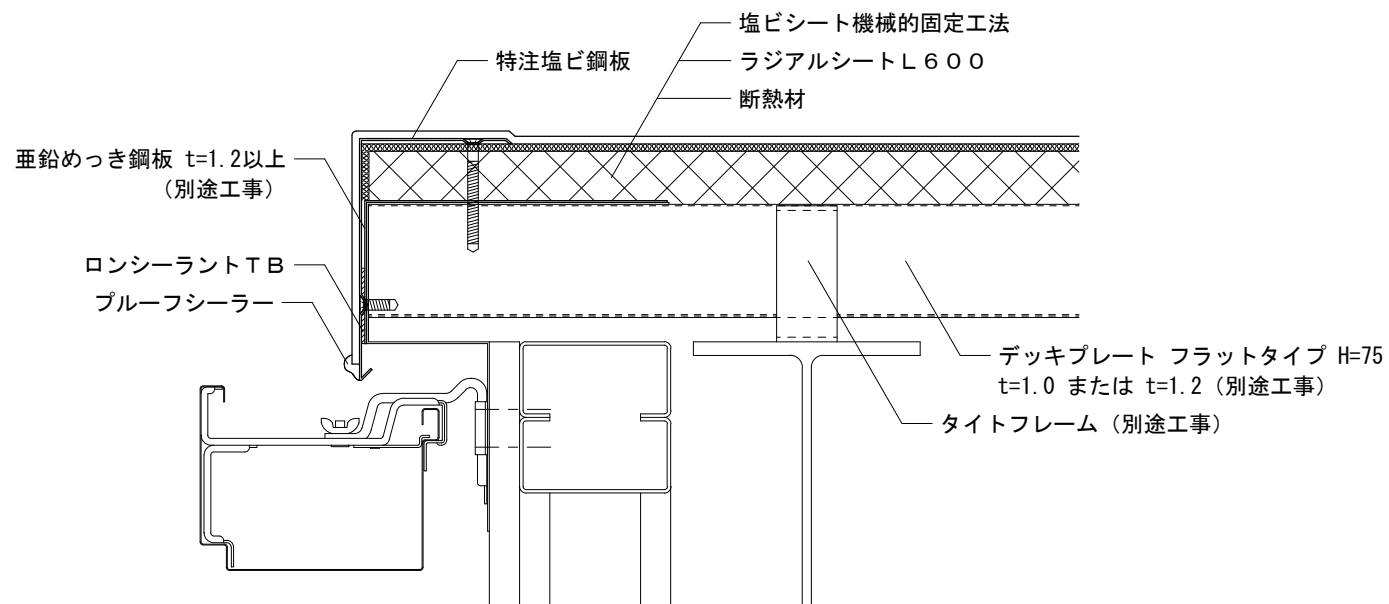 塩ビシート機械的固定工法
特注塩ビ鋼板
ラジアルシートＬ６００
断熱材
亜鉛めっき鋼板 t=1.2以上
（別途工事）
ロンシーラントＴＢ
プルーフシーラー
デッキプレート フラットタイプ H=75
t=1.0 または t=1.2（別途工事）
タイトフレーム（別途工事）